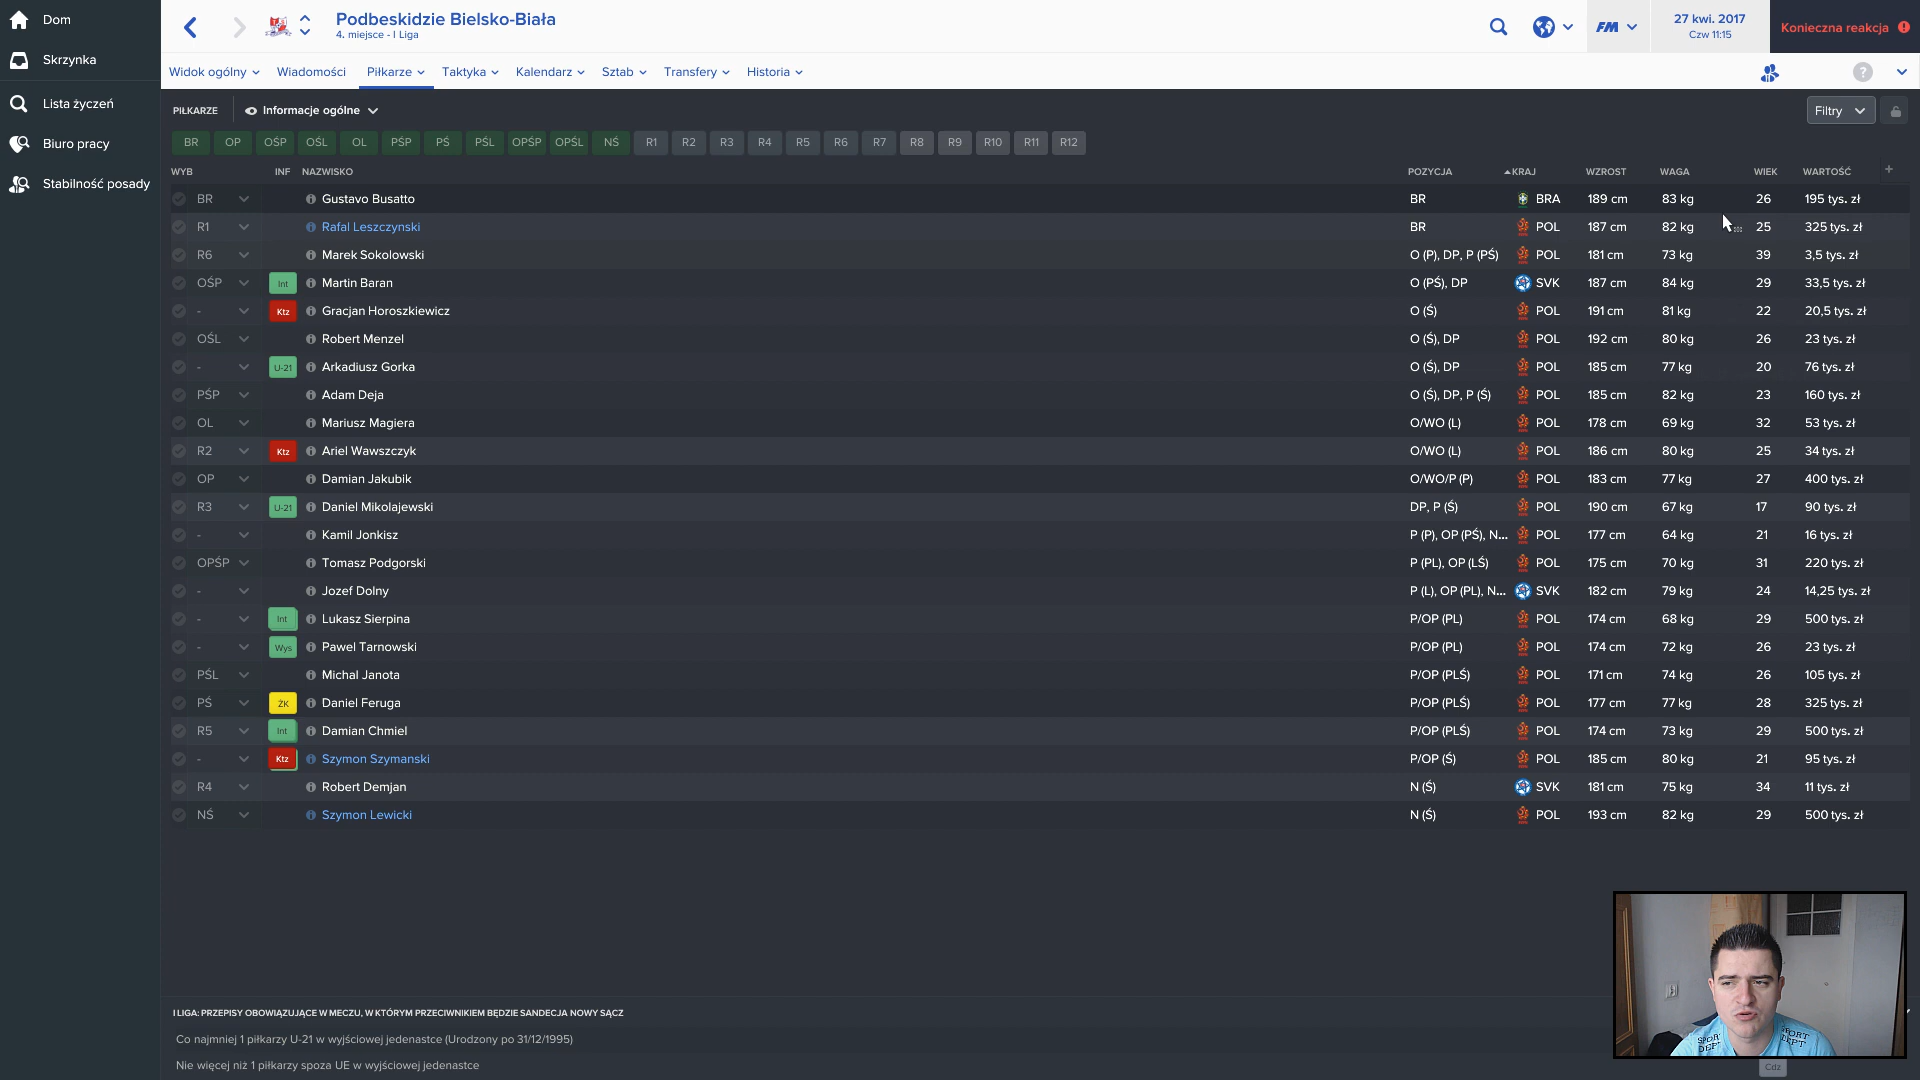 Dom
Skrzynka
Lista życzeń
Biuro pracy
Stabilność posady
Podbeskidzie Bielsko-Biała
4. miejsce - I Liga
FM
27 kwi. 2017
Czw 11:15
Konieczna reakcja
Widok ogólny Wiadomości Piłkarze Taktyka Kalendarz Sztab Transfery Historia
PIŁKARZE Informacje ogólne Filtry
BR OP OŚP OŚL OL PŚP PŚ PŚL OPŚP OPŚL NŚ R1 R2 R3 R4 R5 R6 R7 R8 R9 R10 R11 R12
WYB INF NAZWISKO POZYCJA KRAJ WZROST WAGA WIEK WARTOŚĆ +
BR Gustavo Busatto BR BRA 189 cm 83 kg 26 195 tys. zł
R1 Rafal Leszczynski BR POL 187 cm 82 kg 25 325 tys. zł
R6 Marek Sokolowski O (P), DP, P (PŚ) POL 181 cm 73 kg 39 3,5 tys. zł
OŚP Int Martin Baran O (PŚ), DP SVK 187 cm 84 kg 29 33,5 tys. zł
- Ktz Gracjan Horoszkiewicz O (Ś) POL 191 cm 81 kg 22 20,5 tys. zł
OŚL Robert Menzel O (Ś), DP POL 192 cm 80 kg 26 23 tys. zł
- U-21 Arkadiusz Gorka O (Ś), DP POL 185 cm 77 kg 20 76 tys. zł
PŚP Adam Deja O (Ś), DP, P (Ś) POL 185 cm 82 kg 23 160 tys. zł
OL Mariusz Magiera O/WO (L) POL 178 cm 69 kg 32 53 tys. zł
R2 Ktz Ariel Wawszczyk O/WO (L) POL 186 cm 80 kg 25 34 tys. zł
OP Damian Jakubik O/WO/P (P) POL 183 cm 77 kg 27 400 tys. zł
R3 U-21 Daniel Mikolajewski DP, P (Ś) POL 190 cm 67 kg 17 90 tys. zł
- Kamil Jonkisz P (P), OP (PŚ), N... POL 177 cm 64 kg 21 16 tys. zł
OPŚP Tomasz Podgorski P (PL), OP (LŚ) POL 175 cm 70 kg 31 220 tys. zł
- Jozef Dolny P (L), OP (PL), N... SVK 182 cm 79 kg 24 14,25 tys. zł
- Int Lukasz Sierpina P/OP (PL) POL 174 cm 68 kg 29 500 tys. zł
- Wys Pawel Tarnowski P/OP (PL) POL 174 cm 72 kg 26 23 tys. zł
PŚL Michal Janota P/OP (PLŚ) POL 171 cm 74 kg 26 105 tys. zł
PŚ ŻK Daniel Feruga P/OP (PLŚ) POL 177 cm 77 kg 28 325 tys. zł
R5 Int Damian Chmiel P/OP (PLŚ) POL 174 cm 73 kg 29 500 tys. zł
- Ktz Szymon Szymanski P/OP (Ś) POL 185 cm 80 kg 21 95 tys. zł
R4 Robert Demjan N (Ś) SVK 181 cm 75 kg 34 11 tys. zł
NŚ Szymon Lewicki N (Ś) POL 193 cm 82 kg 29 500 tys. zł
I LIGA: PRZEPISY OBOWIĄZUJĄCE W MECZU, W KTÓRYM PRZECIWNIKIEM BĘDZIE SANDECJA NOWY SĄCZ
Co najmniej 1 piłkarzy U-21 w wyjściowej jedenastce (Urodzony po 31/12/1995)
Nie więcej niż 1 piłkarzy spoza UE w wyjściowej jedenastce
SPORT DEPT
SPORT DEPT
Cdz